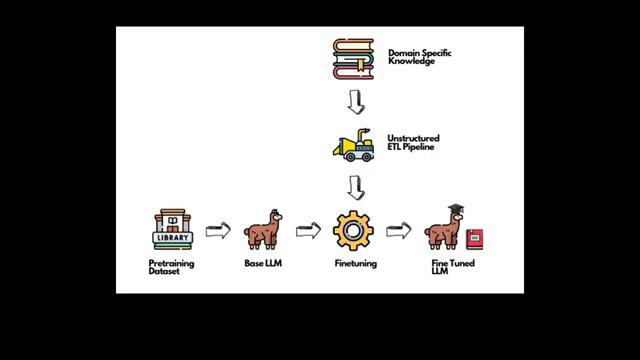 Domain Specific
Knowledge
Unstructured
ETL Pipeline
LIBRARY
Pretraining
Dataset
Base LLM
Finetuning
Fine Tuned
LLM